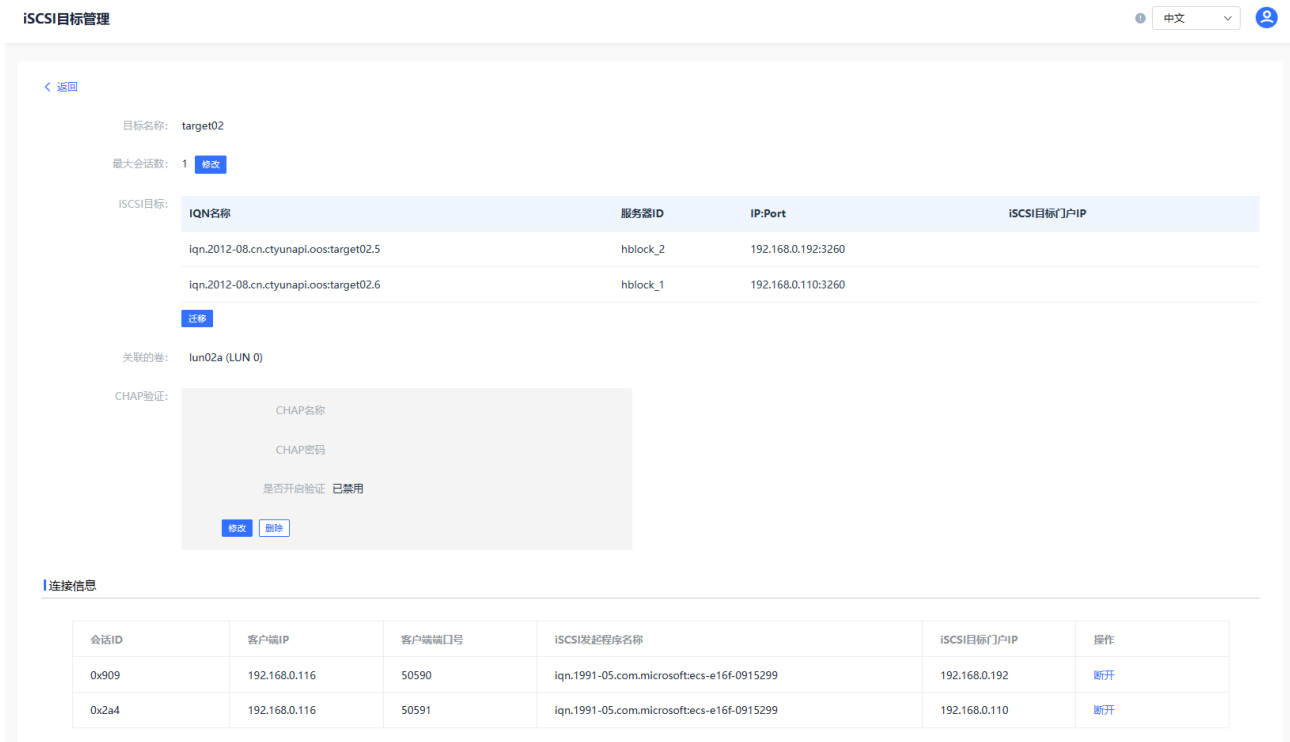 iSCSI目标管理
中文
返回
目标名称: target02
最大会话数: 1 修改
iSCSI目标:
IQN名称 服务器ID IP:Port iSCSI目标门户IP
iqn.2012-08.cn.ctyunapi.oos:target02.5 hblock_2 192.168.0.192:3260
iqn.2012-08.cn.ctyunapi.oos:target02.6 hblock_1 192.168.0.110:3260
迁移
关联的卷: lun02a (LUN 0)
CHAP验证:
CHAP名称
CHAP密码
是否开启验证 已禁用
修改 删除
连接信息
会话ID 客户端IP 客户端端口号 iSCSI发起程序名称 iSCSI目标门户IP 操作
0x909 192.168.0.116 50590 iqn.1991-05.com.microsoft:ecs-e16f-0915299 192.168.0.192 断开
0x2a4 192.168.0.116 50591 iqn.1991-05.com.microsoft:ecs-e16f-0915299 192.168.0.110 断开